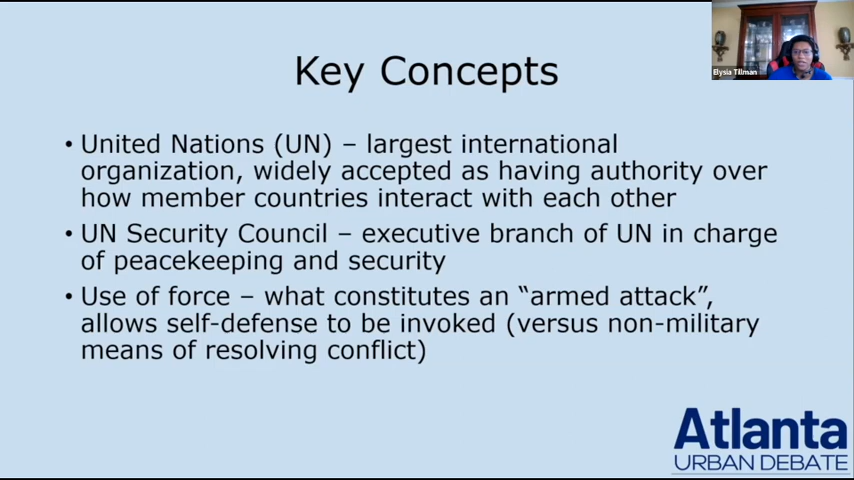 Elysia Tillman
Key Concepts
• United Nations (UN) – largest international
organization, widely accepted as having authority over
how member countries interact with each other
• UN Security Council – executive branch of UN in charge
of peacekeeping and security
• Use of force – what constitutes an “armed attack”,
allows self-defense to be invoked (versus non-military
means of resolving conflict)
Atlanta
URBAN DEBATE